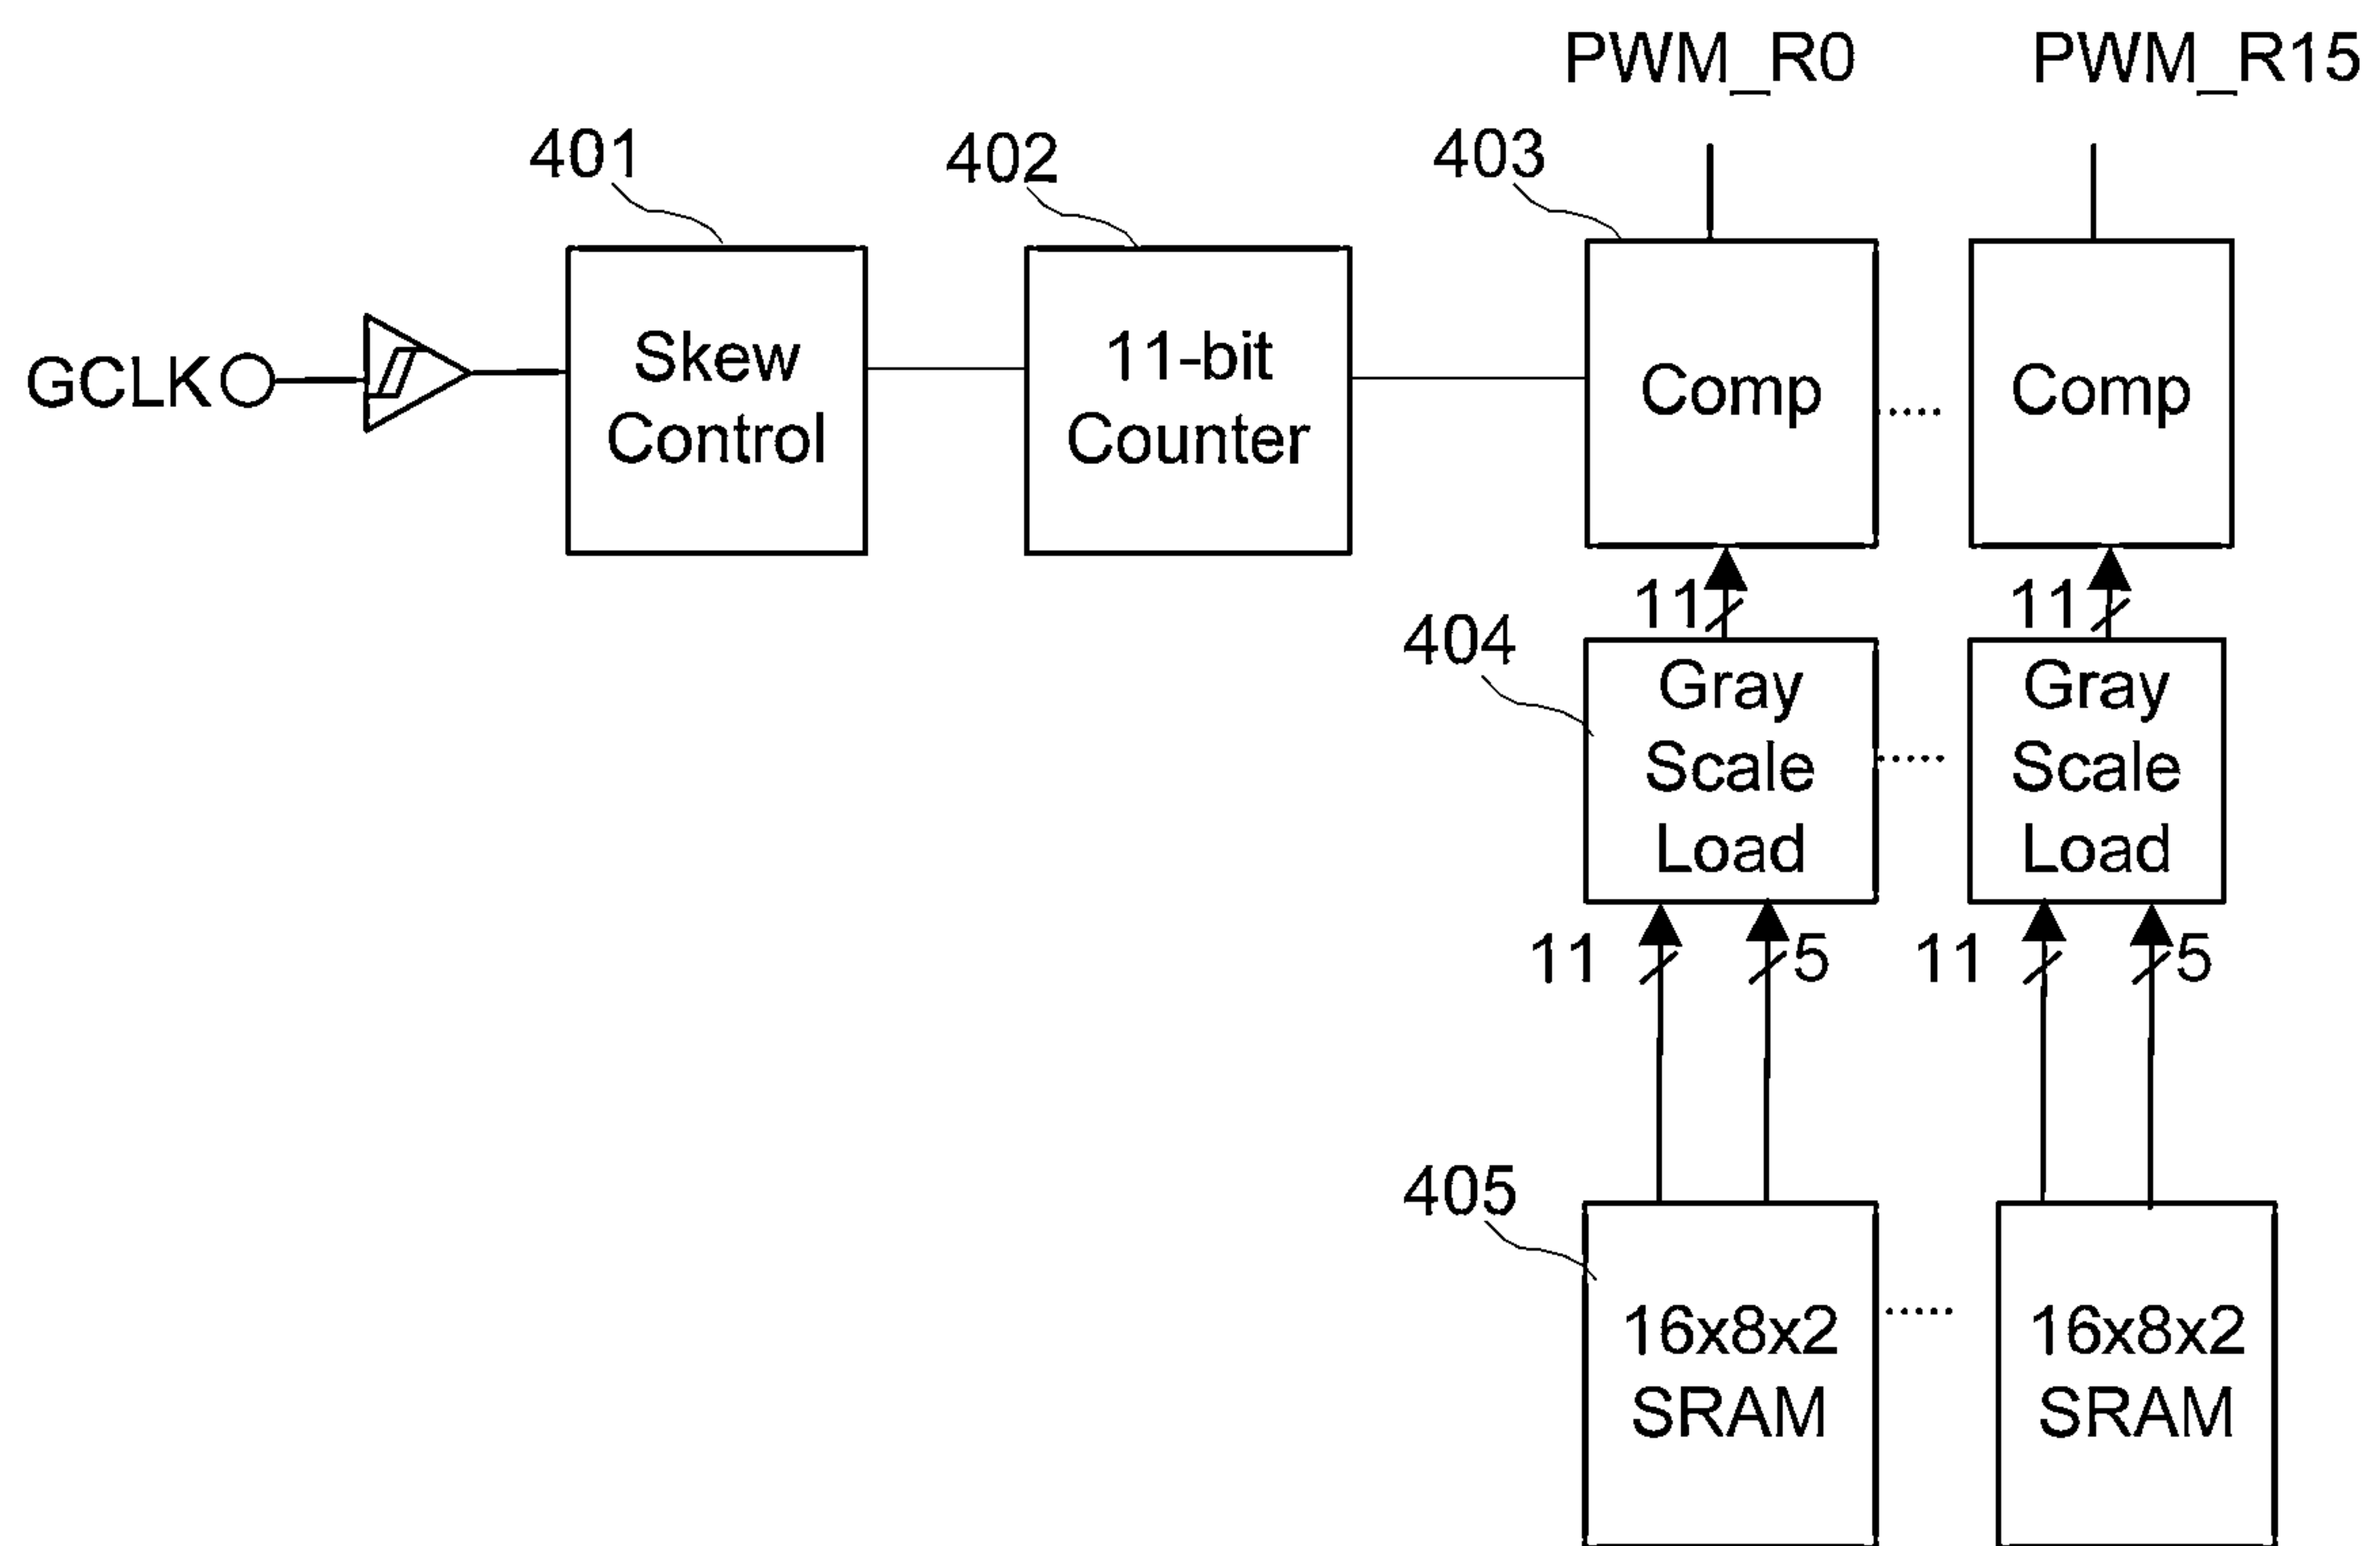 PWM_R0
PWM_R15
401
402
403
GCLK
Skew
Control
11-bit
Counter
Comp
Comp
11
11
404
Gray
Scale
Load
Gray
Scale
Load
11
5
11
5
405
16x8x2
SRAM
16x8x2
SRAM